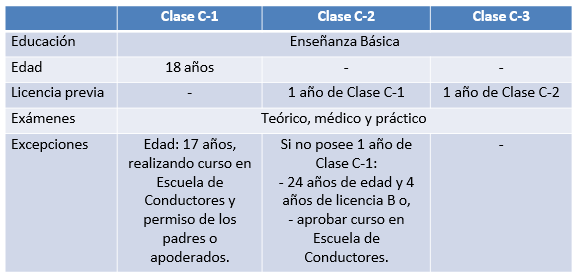 Clase C-1 Clase C-2 Clase C-3
Educación Enseñanza Básica
Edad 18 años - -
Licencia previa - 1 año de Clase C-1 1 año de Clase C-2
Exámenes Teórico, médico y práctico
Excepciones Edad: 17 años, Si no posee 1 año de -
realizando curso en Clase C-1:
Escuela de - 24 años de edad y 4
Conductores y años de licencia B o,
permiso de los - aprobar curso en
padres o Escuela de
apoderados. Conductores.